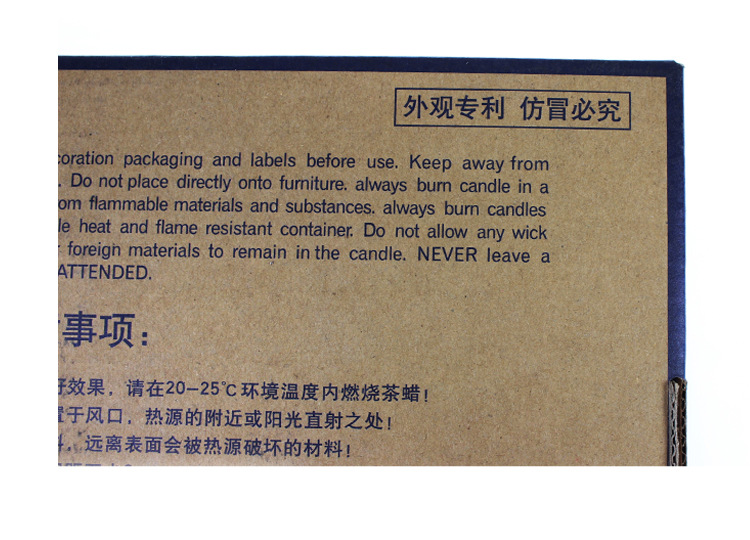 外观专利 仿冒必究
coration packaging and labels before use. Keep away from
. Do not place directly onto furniture. always burn candle in a
om flammable materials and substances. always burn candles
le heat and flame resistant container. Do not allow any wick
r foreign materials to remain in the candle. NEVER leave a
ATTENDED.
事项：
好效果，请在20—25℃环境温度内燃烧茶蜡！
置于风口，热源的附近或阳光直射之处！
料，远离表面会被热源破坏的材料！